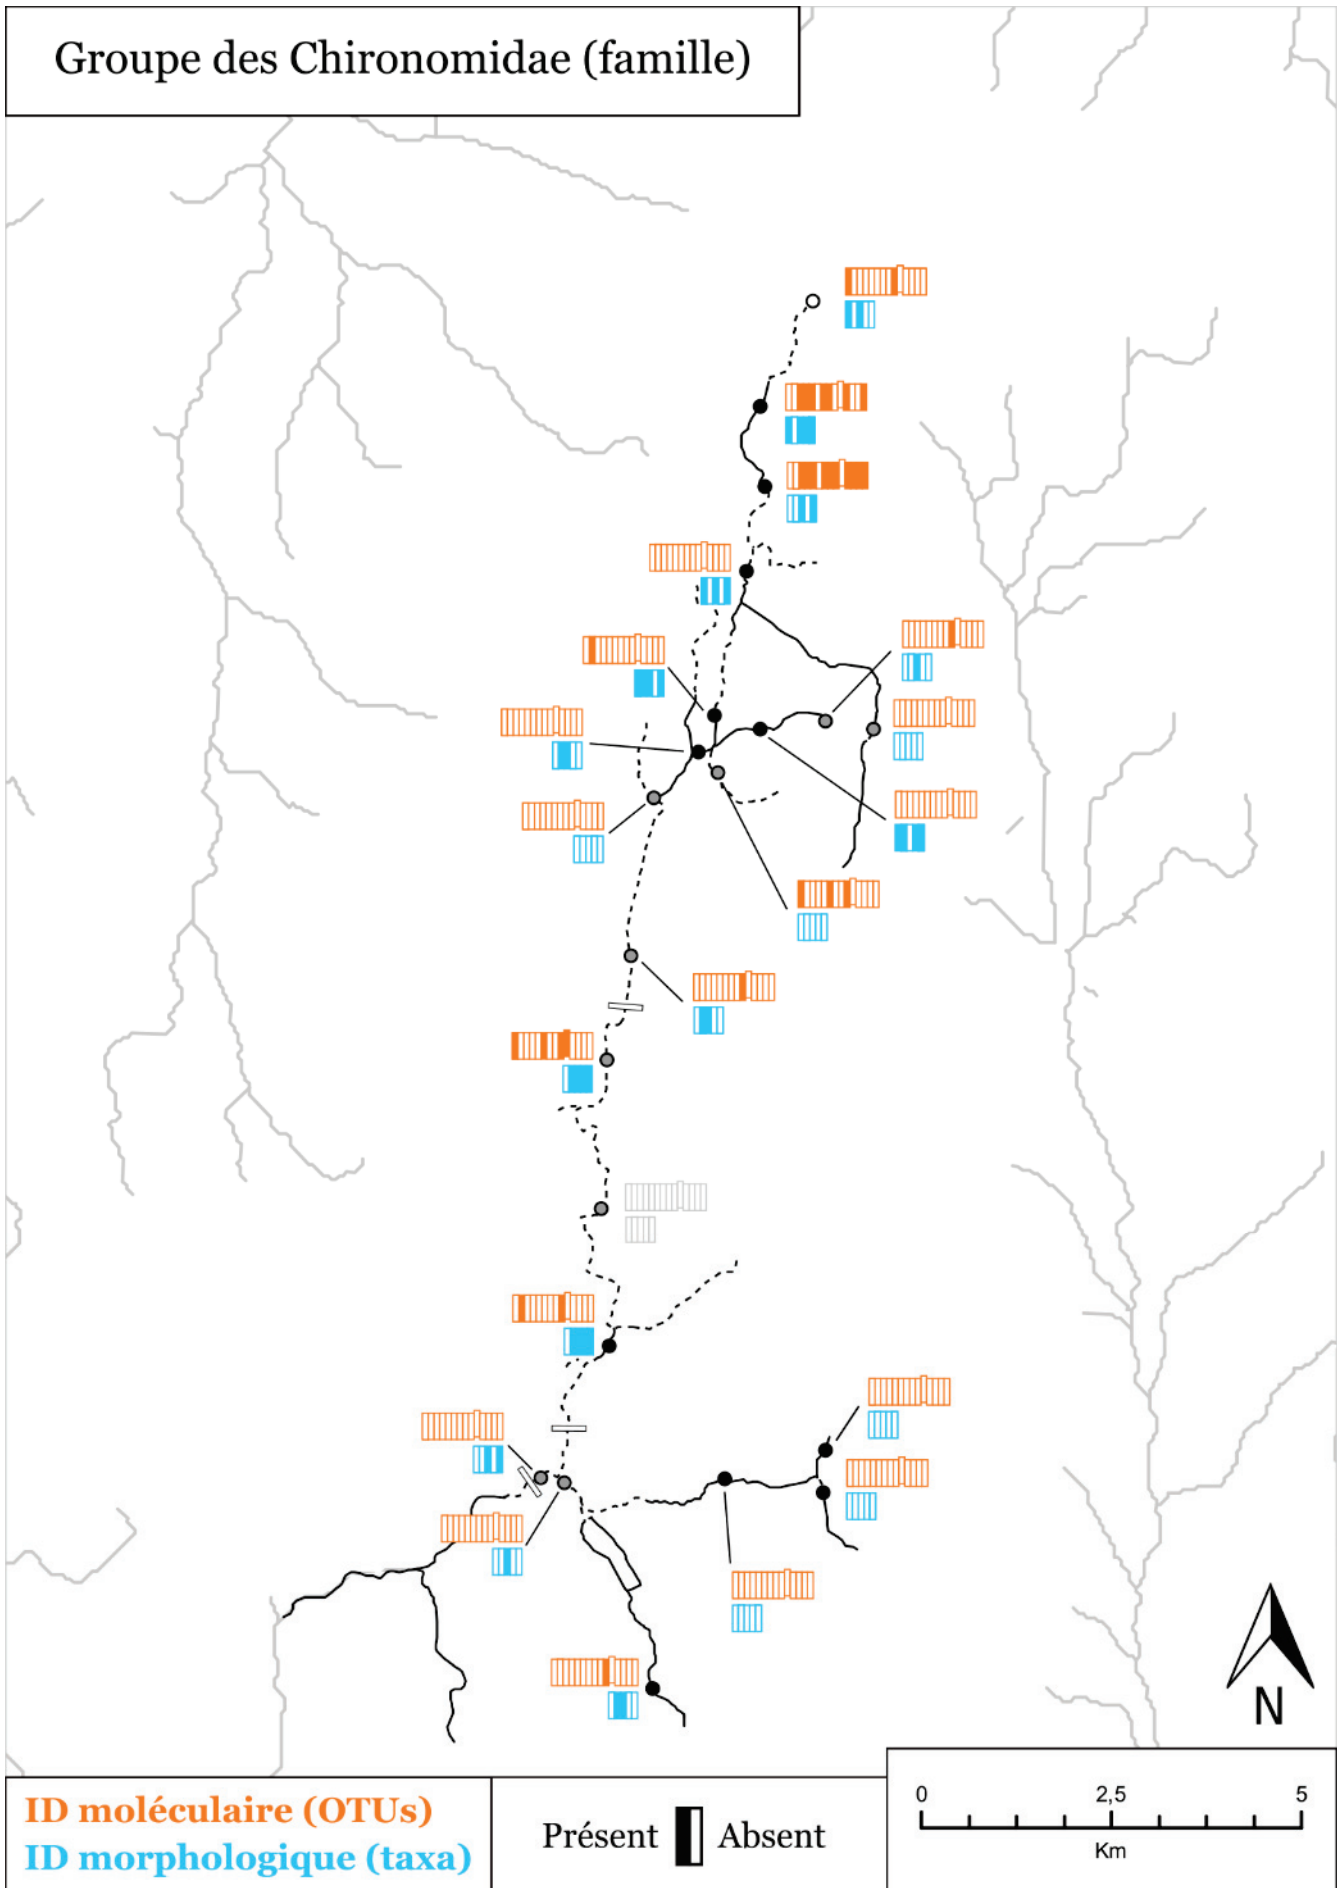 Groupe des Chironomidae (famille)
N
ID moléculaire (OTUs)
ID morphologique (taxa)
Présent Absent
0 2,5 5
Km